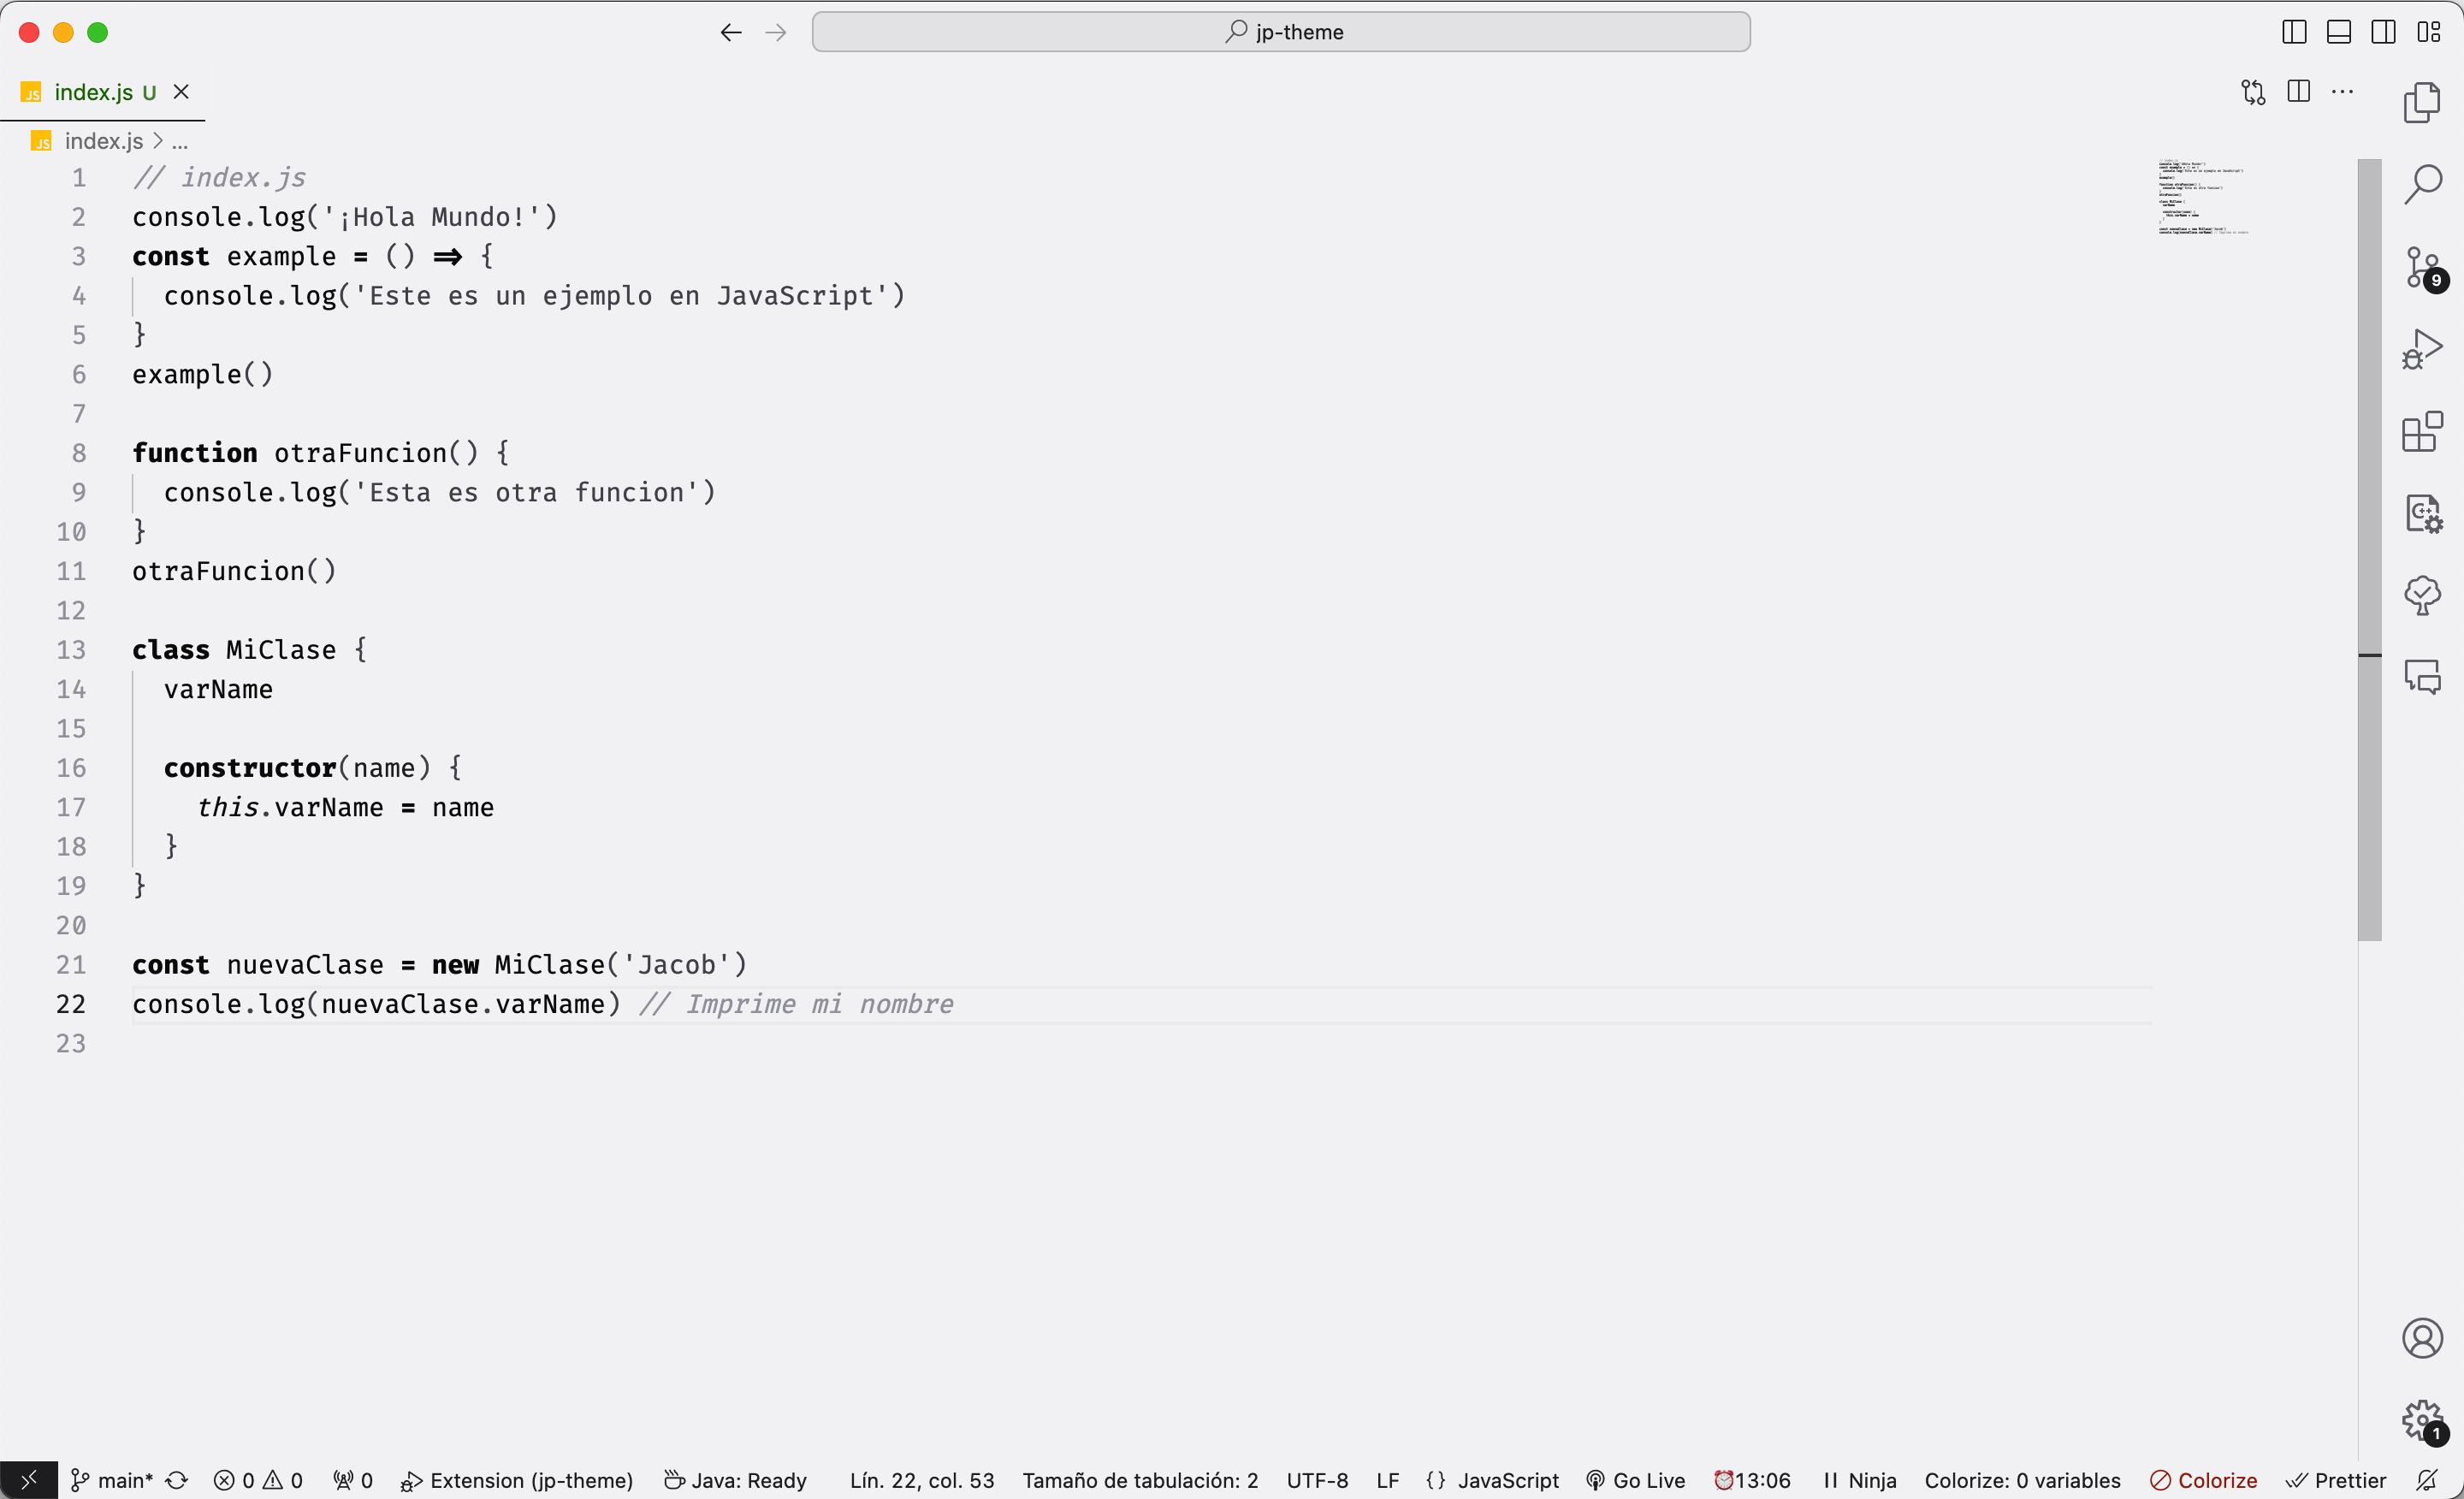 jp-theme
JS index.js U
JS index.js > ...
1 // index.js
2 console.log('¡Hola Mundo!')
3 const example = () => {
4 console.log('Este es un ejemplo en JavaScript')
5 }
6 example()
7
8 function otraFuncion() {
9 console.log('Esta es otra funcion')
10 }
11 otraFuncion()
12
13 class MiClase {
14 varName
15
16 constructor(name) {
17 this.varName = name
18 }
19 }
20
21 const nuevaClase = new MiClase('Jacob')
22 console.log(nuevaClase.varName) // Imprime mi nombre
23
9
C++
1
main* 0 0 0 Extension (jp-theme) Java: Ready Lín. 22, col. 53 Tamaño de tabulación: 2 UTF-8 LF {} JavaScript Go Live ⏰13:06 Ninja Colorize: 0 variables Colorize Prettier